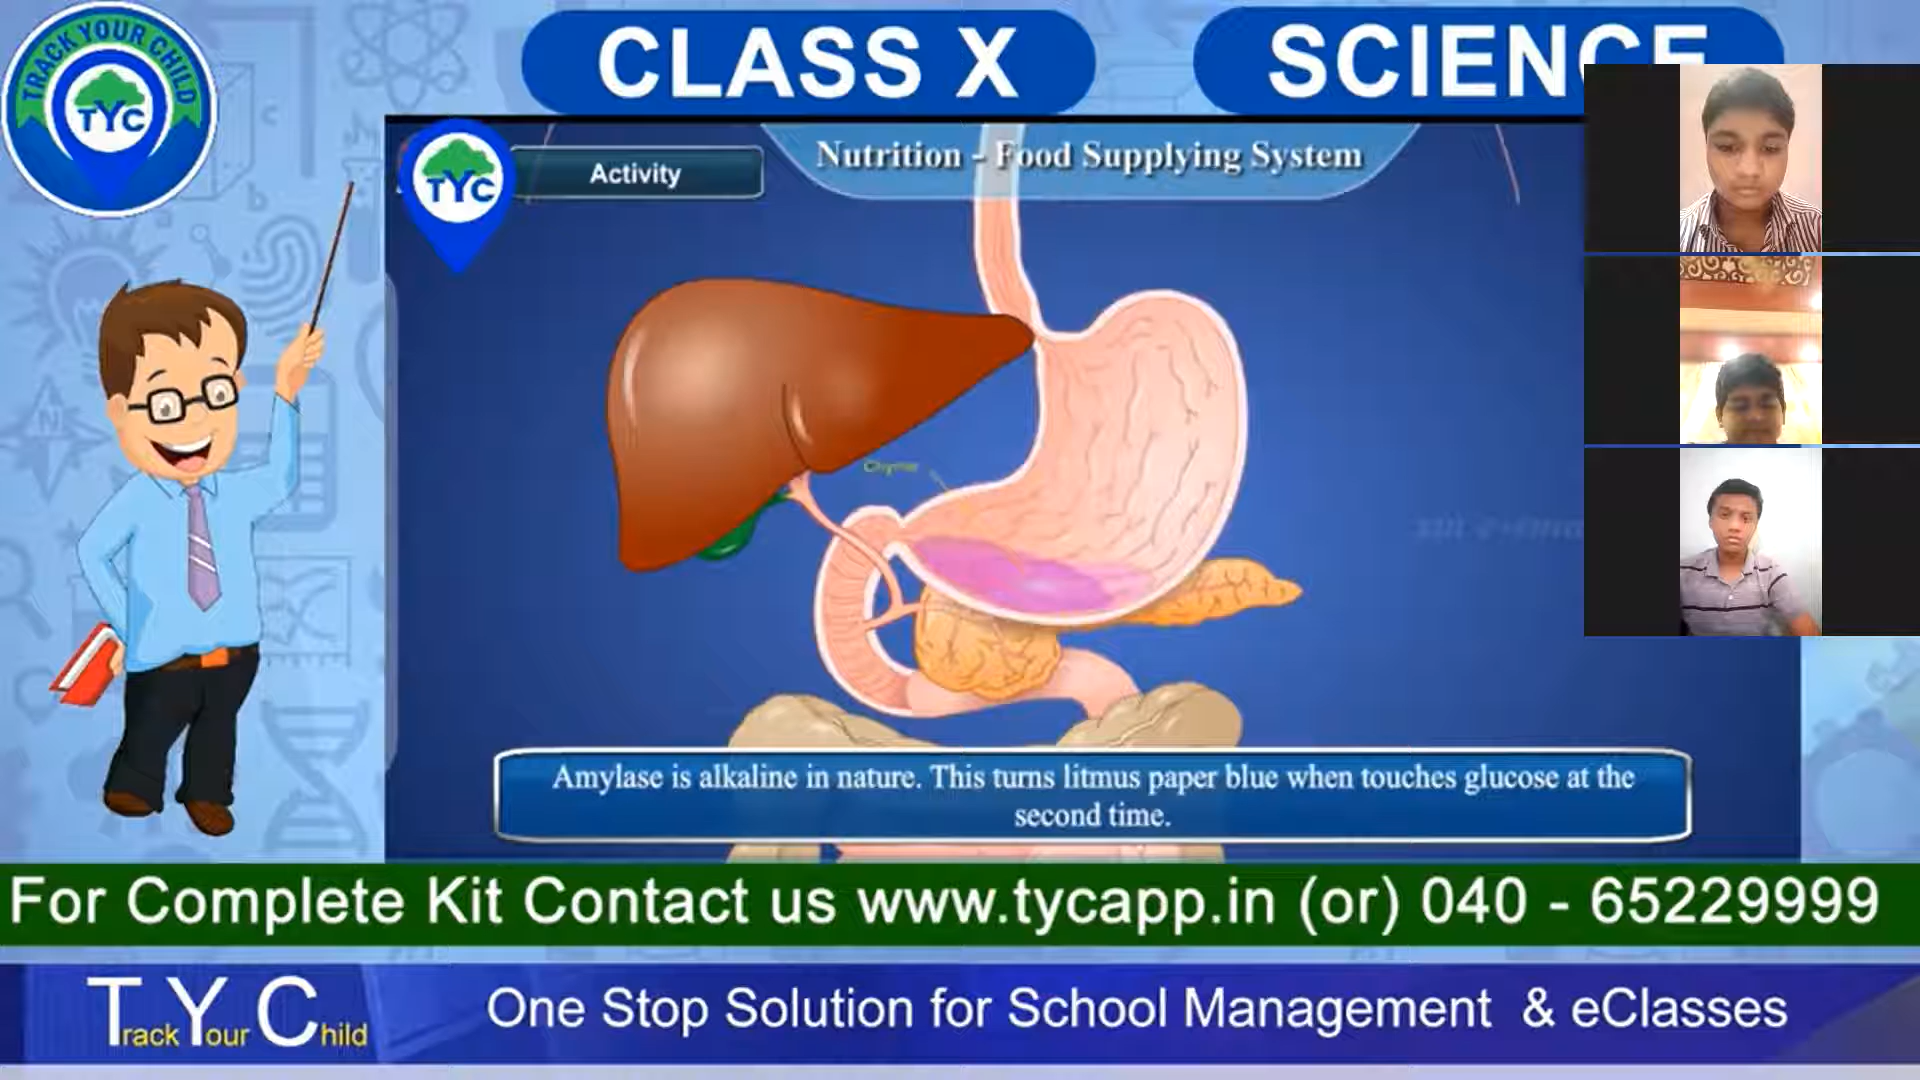 TRACK YOUR CHILD
TYC
CLASS X
SCIENCE
TYC
Activity
Nutrition - Food Supplying System
Chyme
Amylase is alkaline in nature. This turns litmus paper blue when touches glucose at the
second time.
For Complete Kit Contact us www.tycapp.in (or) 040 - 65229999
Track Your Child
One Stop Solution for School Management & eClasses